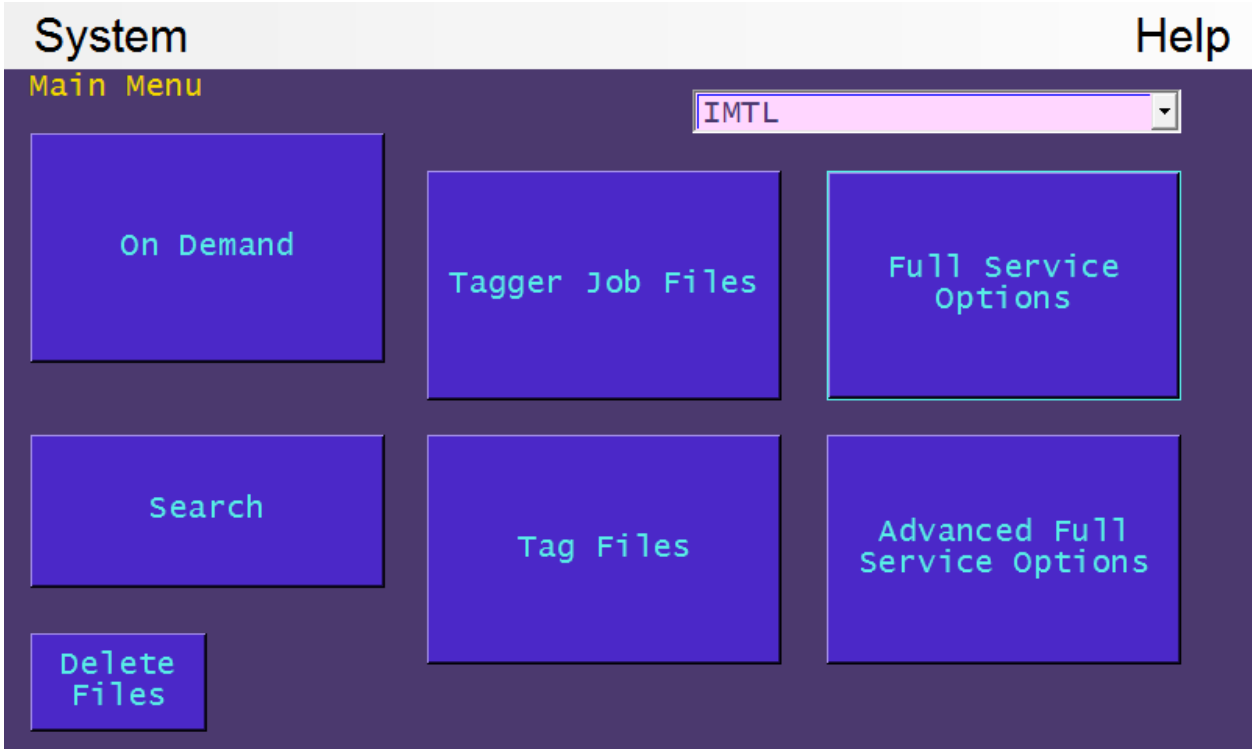 System
Help
Main Menu
IMTL
On Demand
Tagger Job Files
Full Service
Options
Search
Tag Files
Advanced Full
Service Options
Delete
Files